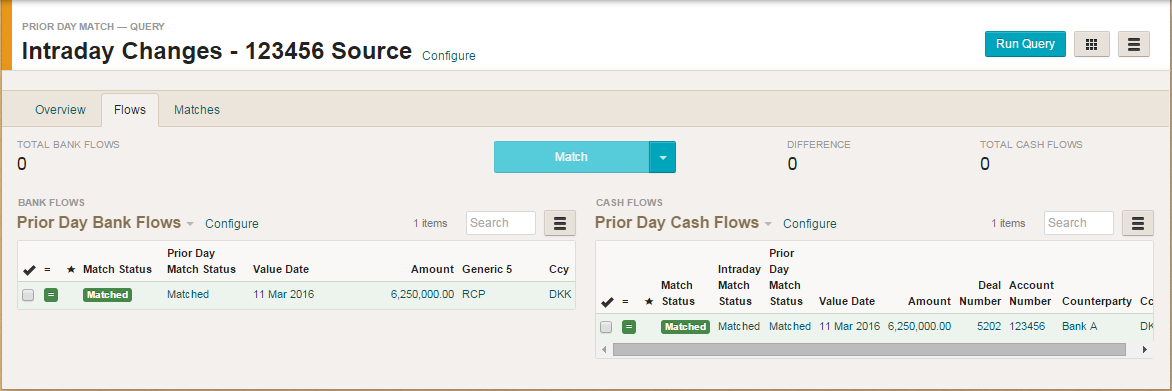 PRIOR DAY MATCH — QUERY
Intraday Changes - 123456 Source Configure
Run Query
Overview Flows Matches
TOTAL BANK FLOWS
0
Match
DIFFERENCE
0
TOTAL CASH FLOWS
0
BANK FLOWS
Prior Day Bank Flows Configure 1 items Search
Prior Day
= ★ Match Status Match Status Value Date Amount Generic 5 Ccy
= Matched Matched 11 Mar 2016 6,250,000.00 RCP DKK
CASH FLOWS
Prior Day Cash Flows Configure 1 items Search
Prior
Intraday Day
Match Match Match Deal Account
= ★ Status Status Status Value Date Amount Number Number Counterparty Cc
= Matched Matched Matched 11 Mar 2016 6,250,000.00 5202 123456 Bank A DK